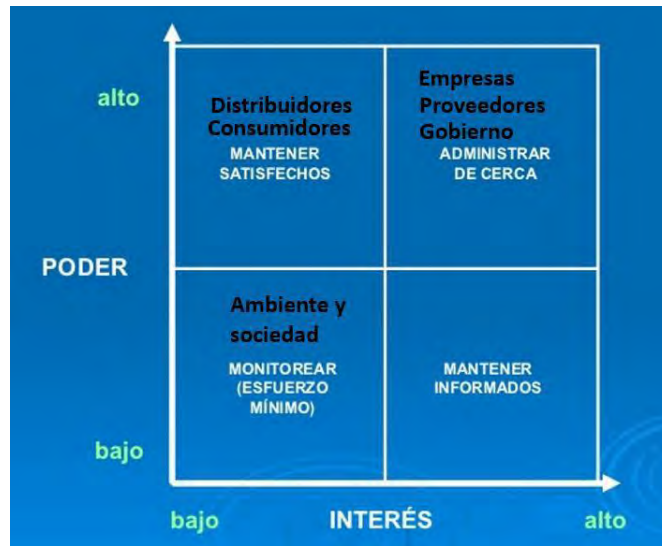 alto
Distribuidores
Consumidores
MANTENER
SATISFECHOS
Empresas
Proveedores
Gobierno
ADMINISTRAR
DE CERCA
PODER
Ambiente y
sociedad
MONITOREAR
(ESFUERZO
MÍNIMO)
MANTENER
INFORMADOS
bajo
bajo
INTERÉS
alto